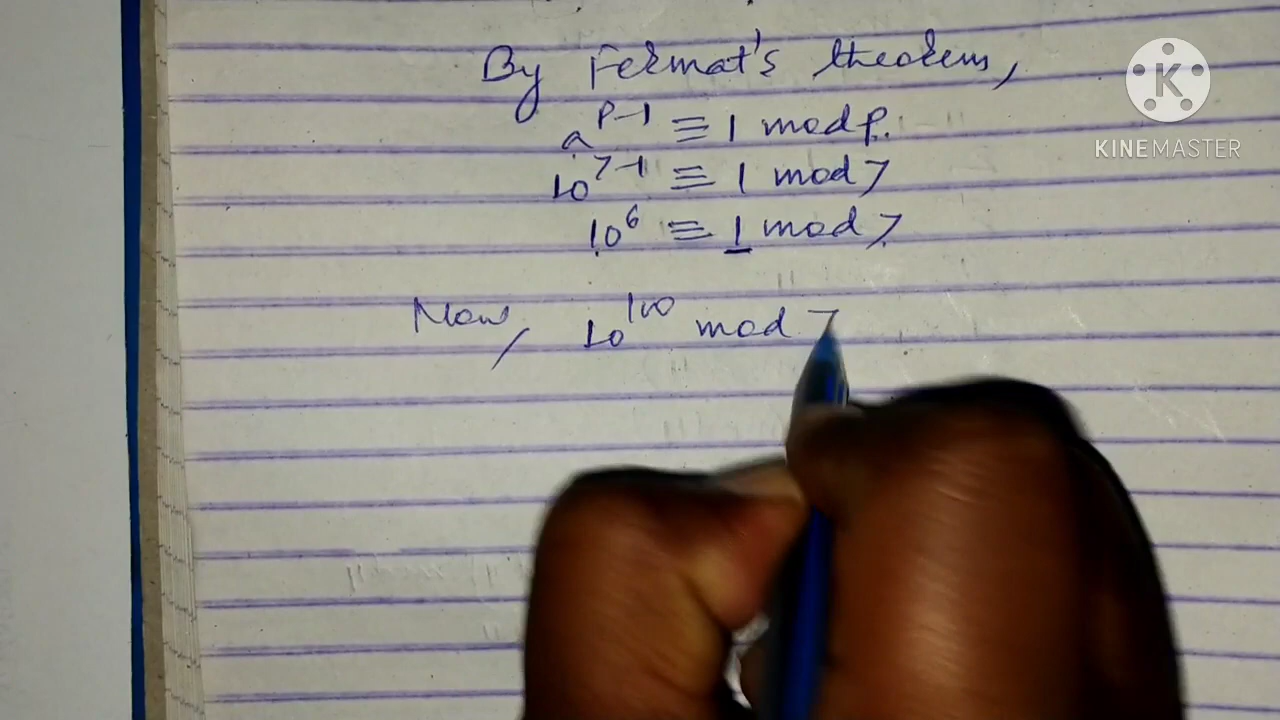 By Fermat's theorem,
a^{p-1} ≡ 1 mod p.
10^{7-1} ≡ 1 mod 7
10^6 ≡ 1 mod 7.
Now, 10^{100} mod 7
KINEMASTER